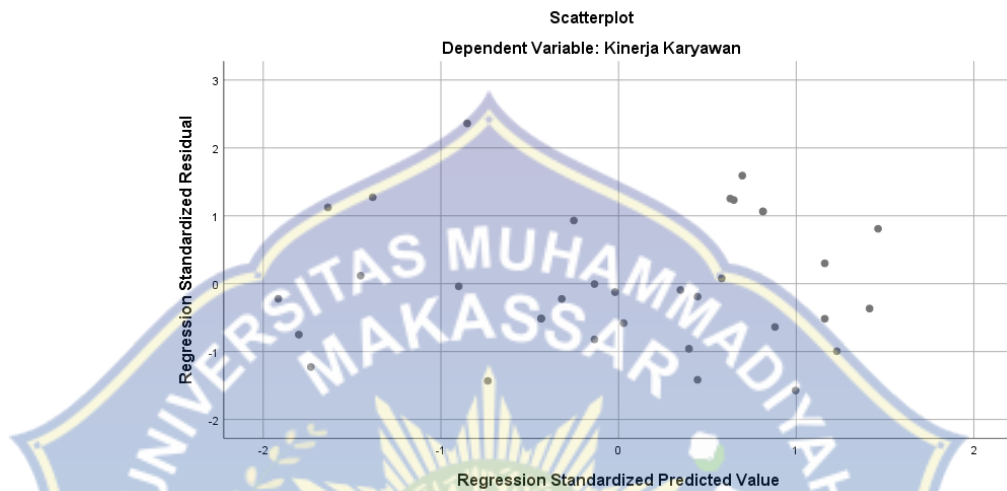 Scatterplot
Dependent Variable: Kinerja Karyawan
Regression Standardized Residual
3
2
1
0
-1
-2
-2
-1
0
1
2
Regression Standardized Predicted Value
UNIVERSITAS MUHAMMADIYAH
MAKASSAR